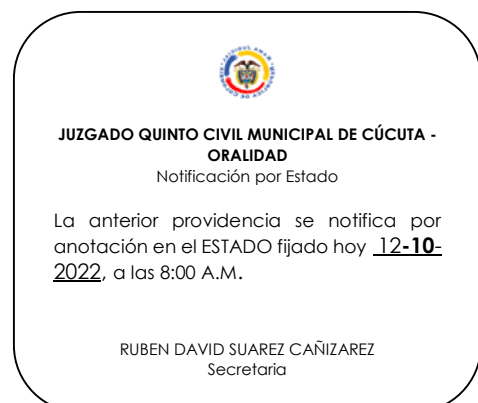 JUZGADO QUINTO CIVIL MUNICIPAL DE CÚCUTA -
ORALIDAD
Notificación por Estado
La anterior providencia se notifica por
anotación en el ESTADO fijado hoy 12-10-
2022, a las 8:00 A.M.
RUBEN DAVID SUAREZ CAÑIZAREZ
Secretaria